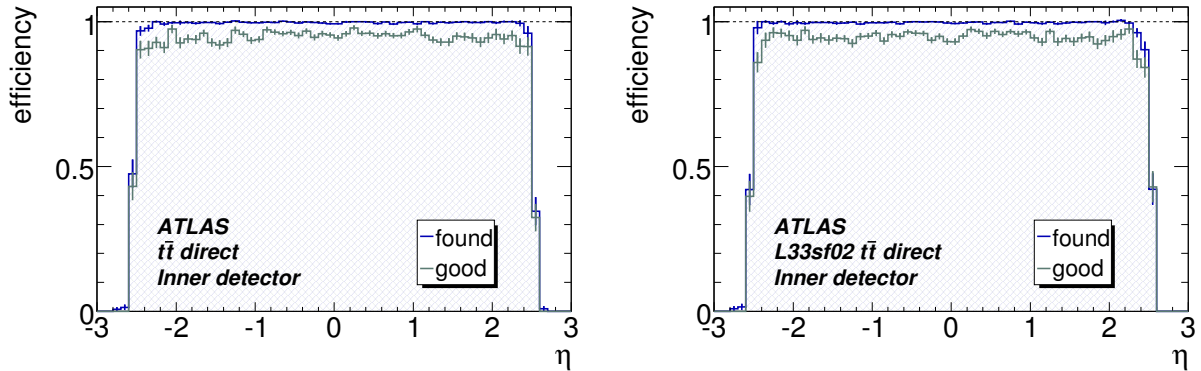 efficiency
1
0.5
0
-3
-2
-1
0
1
2
3
η
ATLAS
tt̄ direct
Inner detector
found
good
efficiency
1
0.5
0
-3
-2
-1
0
1
2
3
η
ATLAS
L33sf02 tt̄ direct
Inner detector
found
good